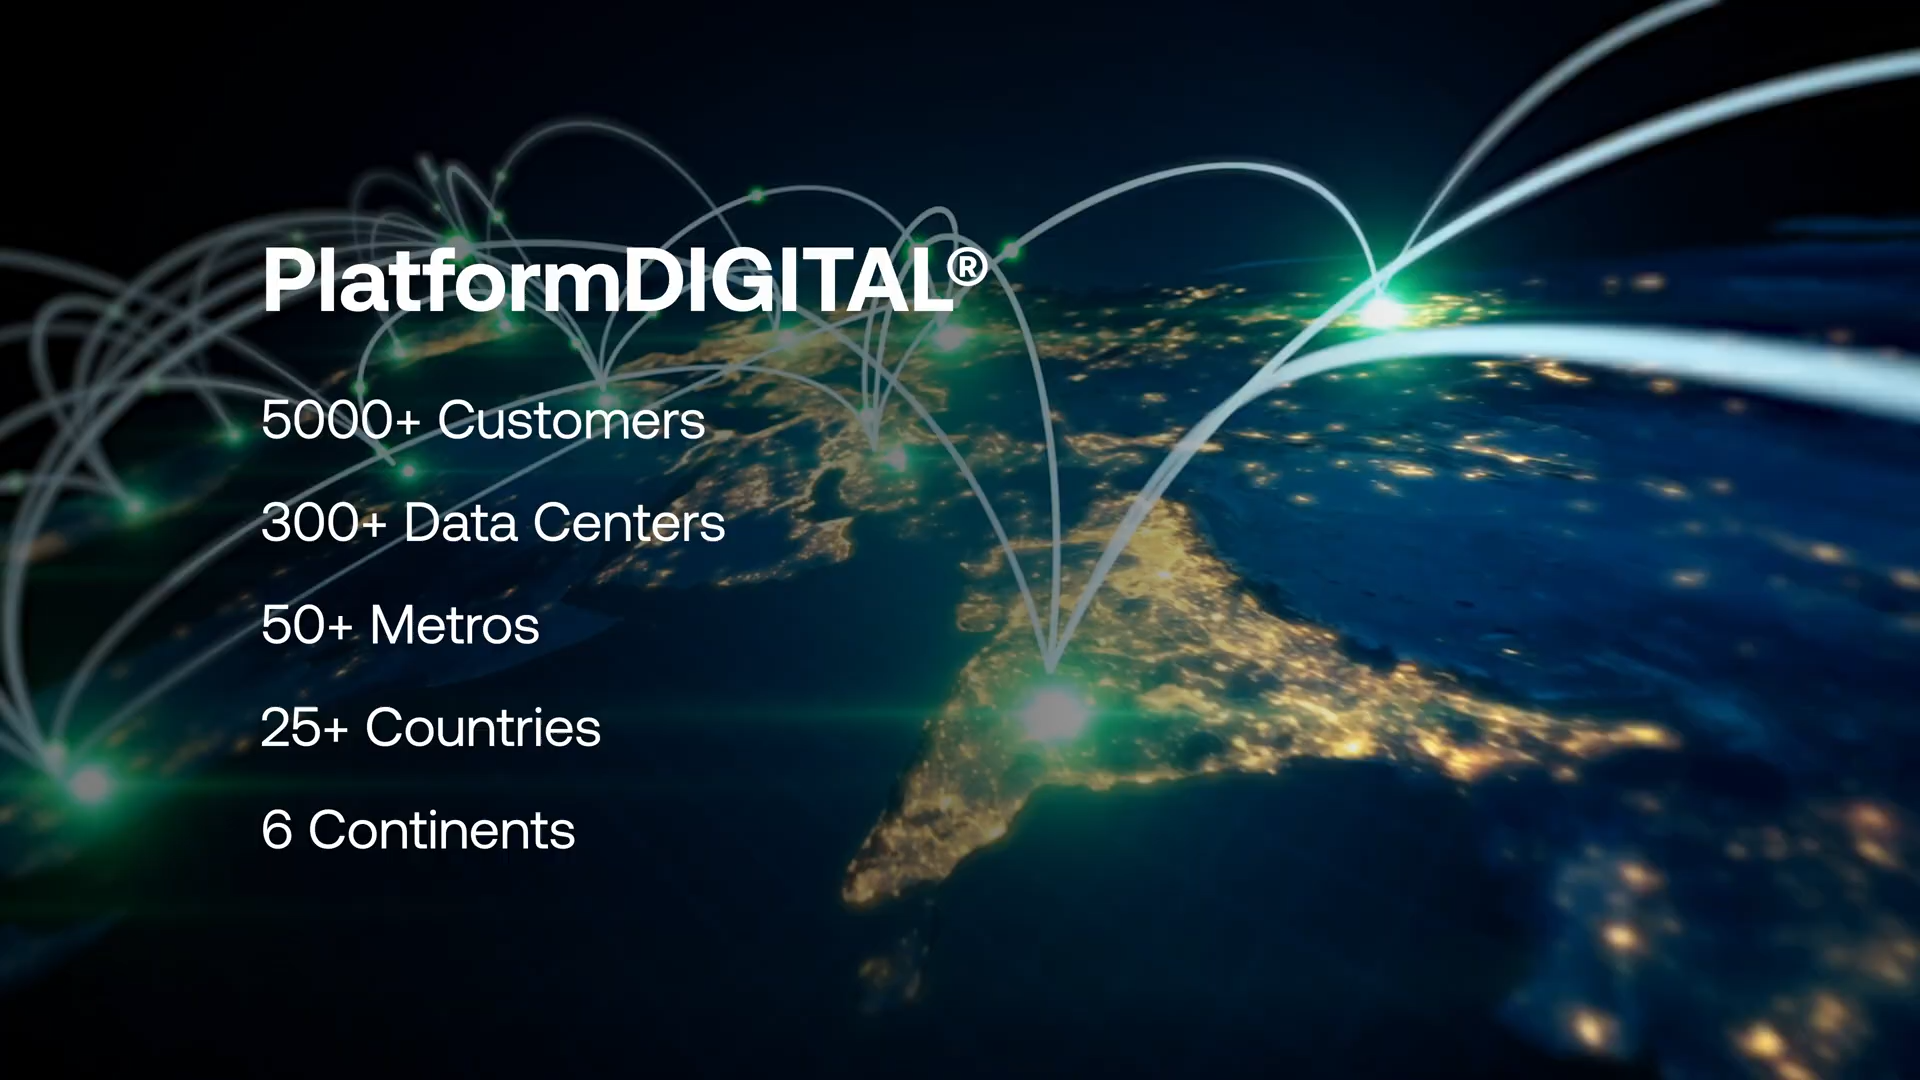 PlatformDIGITAL®
5000+ Customers
300+ Data Centers
50+ Metros
25+ Countries
6 Continents